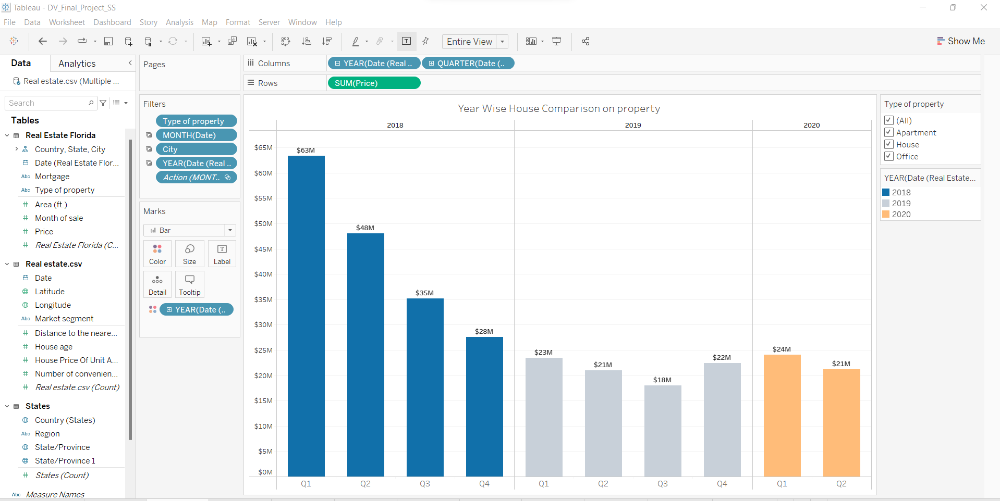 Tableau - DV_Final_Project_SS
File Data Worksheet Dashboard Story Analysis Map Format Server Window Help
Entire View
Show Me
Data Analytics
Real estate.csv (Multiple ...
Search
Tables
Real Estate Florida
Country, State, City
Date (Real Estate Flor...
Abc Mortgage
Abc Type of property
Area (ft.)
Month of sale
Price
Real Estate Florida (C...
Real estate.csv
Date
Latitude
Longitude
Abc Market segment
Distance to the neare...
House age
House Price Of Unit A...
Number of convenien...
Real estate.csv (Count)
States
Country (States)
Abc Region
State/Province
State/Province 1
States (Count)
Abc Measure Names
Pages
Filters
Type of property
MONTH(Date)
City
YEAR(Date (Real ..
Action (MONT..
Marks
Bar
Color Size Label
Detail Tooltip
YEAR(Date (..
Columns YEAR(Date (Real .. QUARTER(Date (..
Rows SUM(Price)
Year Wise House Comparison on property
2018 2019 2020
$65M
$60M
$55M
$50M
$45M
$40M
$35M
$30M
$25M
$20M
$15M
$10M
$5M
$0M
$63M
$48M
$35M
$28M
$23M
$21M
$18M
$22M
$24M
$21M
Q1 Q2 Q3 Q4 Q1 Q2 Q3 Q4 Q1 Q2
Type of property
(All)
Apartment
House
Office
YEAR(Date (Real Estate...
2018
2019
2020